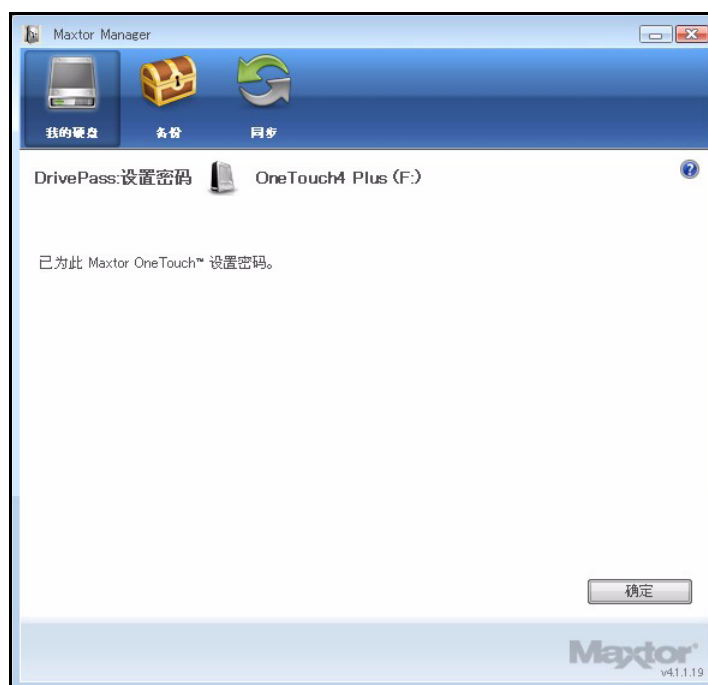 Maxtor Manager
我的硬盘 备份 同步
DrivePass:设置密码 OneTouch4 Plus (F:)
已为此 Maxtor OneTouch™ 设置密码。
确定
Maxtor
v4.1.1.19